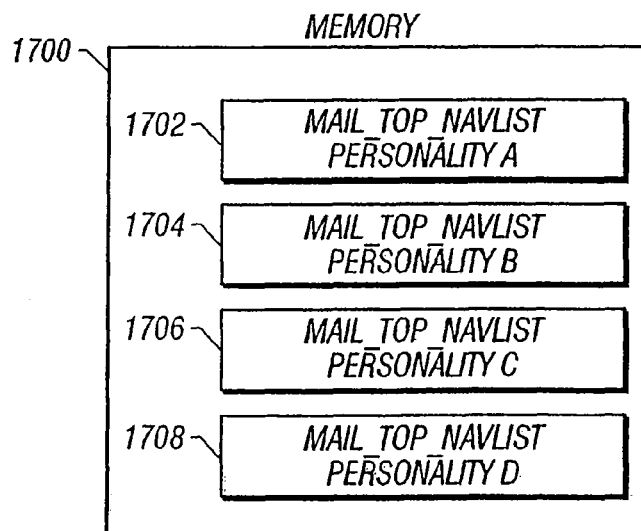 MEMORY
1700
1702
MAIL_TOP_NAVLIST
PERSONALITY A
1704
MAIL_TOP_NAVLIST
PERSONALITY B
1706
MAIL_TOP_NAVLIST
PERSONALITY C
1708
MAIL_TOP_NAVLIST
PERSONALITY D